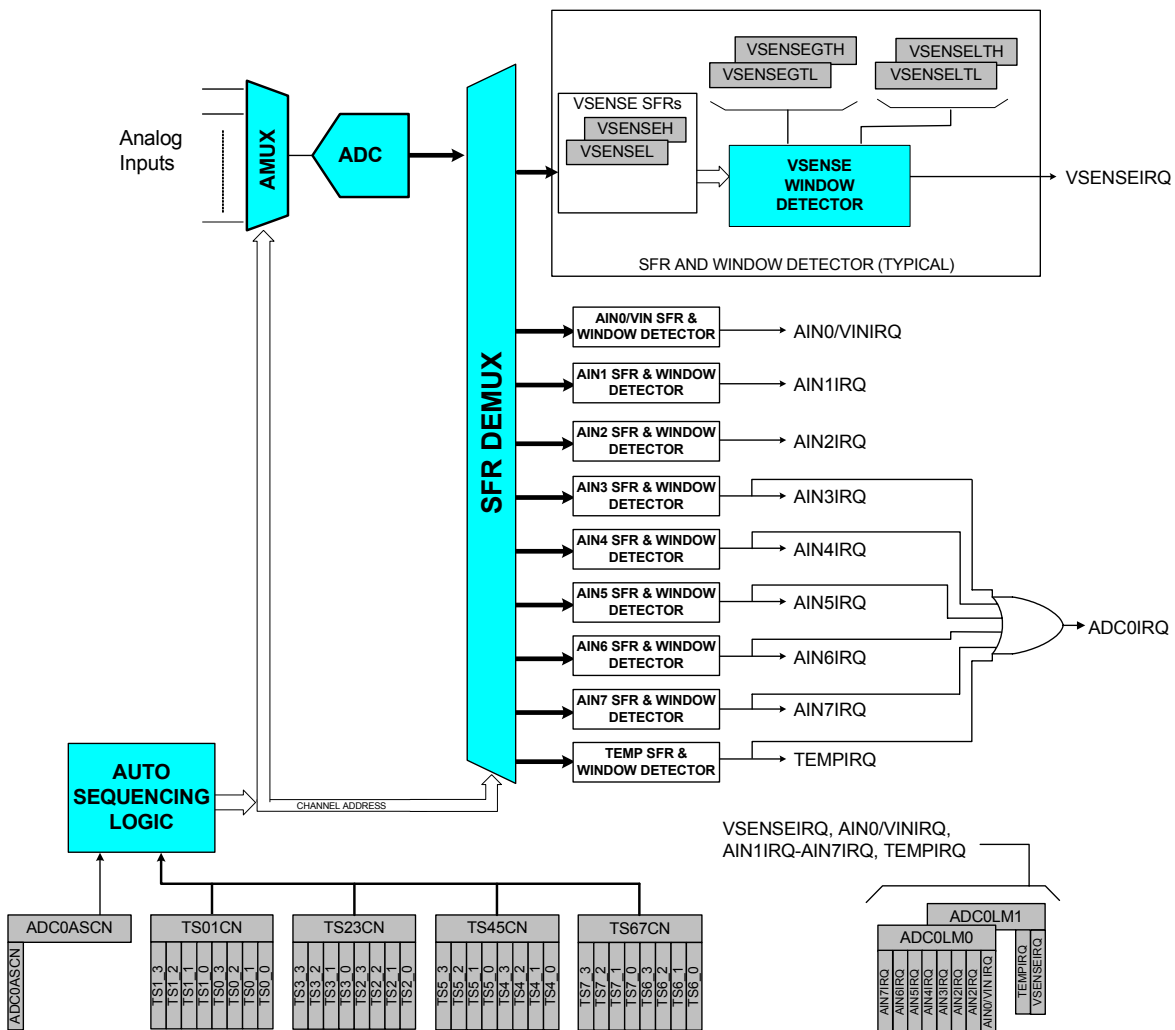 VSENSEGTH
VSENSEGTL
VSENSELTH
VSENSELTL
VSENSE SFRs
VSENSEH
VSENSEL
VSENSE
WINDOW
DETECTOR
VSENSEIRQ
SFR AND WINDOW DETECTOR (TYPICAL)
Analog
Inputs
AMUX
ADC
SFR DEMUX
AIN0/VIN SFR &
WINDOW DETECTOR
AIN0/VINIRQ
AIN1 SFR & WINDOW
DETECTOR
AIN1IRQ
AIN2 SFR & WINDOW
DETECTOR
AIN2IRQ
AIN3 SFR & WINDOW
DETECTOR
AIN3IRQ
AIN4 SFR & WINDOW
DETECTOR
AIN4IRQ
AIN5 SFR & WINDOW
DETECTOR
AIN5IRQ
AIN6 SFR & WINDOW
DETECTOR
AIN6IRQ
AIN7 SFR & WINDOW
DETECTOR
AIN7IRQ
TEMP SFR &
WINDOW DETECTOR
TEMPIRQ
ADC0IRQ
AUTO
SEQUENCING
LOGIC
CHANNEL ADDRESS
ADC0ASCN
ADC0ASCN
TS01CN
TS1_3
TS1_2
TS1_1
TS1_0
TS0_3
TS0_2
TS0_1
TS0_0
TS23CN
TS3_3
TS3_2
TS3_1
TS3_0
TS2_3
TS2_2
TS2_1
TS2_0
TS45CN
TS5_3
TS5_2
TS5_1
TS5_0
TS4_3
TS4_2
TS4_1
TS4_0
TS67CN
TS7_3
TS7_2
TS7_1
TS7_0
TS6_3
TS6_2
TS6_1
TS6_0
VSENSEIRQ, AIN0/VINIRQ,
AIN1IRQ-AIN7IRQ, TEMPIRQ
ADC0LM1
ADC0LM0
AIN7IRQ
AIN6IRQ
AIN5IRQ
AIN4IRQ
AIN3IRQ
AIN2IRQ
AIN2IRQ
AIN0/VIN IRQ
TEMPIRQ
VSENSEIRQ